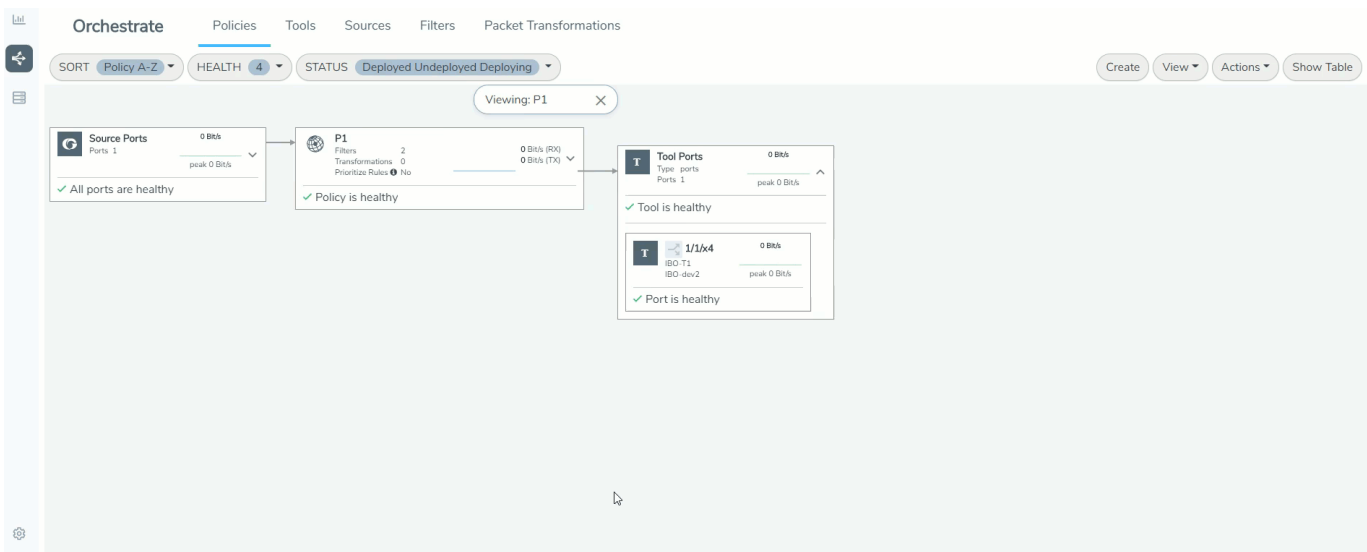 Orchestrate Policies Tools Sources Filters Packet Transformations
SORT Policy A-Z HEALTH 4 STATUS Deployed Undeployed Deploying Create View Actions Show Table
Viewing: P1
Source Ports 0 Bit/s
Ports 1
peak 0 Bit/s
All ports are healthy
P1
Filters 2 0 Bit/s (RX)
Transformations 0 0 Bit/s (TX)
Prioritize Rules No
Policy is healthy
T Tool Ports 0 Bit/s
Type ports
Ports 1 peak 0 Bit/s
Tool is healthy
T 1/1/x4 0 Bit/s
IBO-T1
IBO-dev2 peak 0 Bit/s
Port is healthy